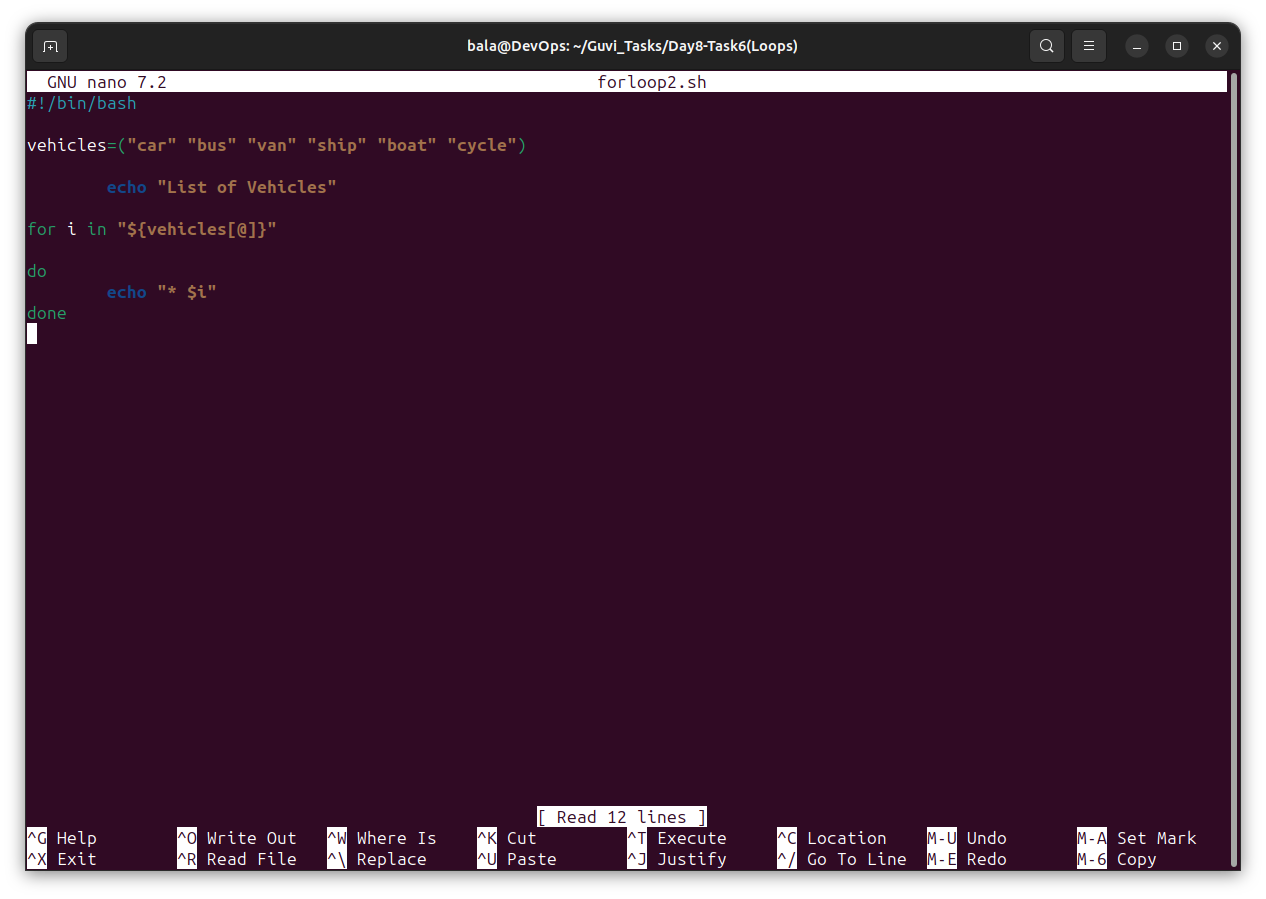 bala@DevOps: ~/Guvi_Tasks/Day8-Task6(Loops)
GNU nano 7.2 forloop2.sh
#!/bin/bash
vehicles=("car" "bus" "van" "ship" "boat" "cycle")
echo "List of Vehicles"
for i in "${vehicles[@]}"
do
echo "* $i"
done
[ Read 12 lines ]
^G Help ^O Write Out ^W Where Is ^K Cut ^T Execute ^C Location M-U Undo M-A Set Mark
^X Exit ^R Read File ^\ Replace ^U Paste ^J Justify ^/ Go To Line M-E Redo M-6 Copy